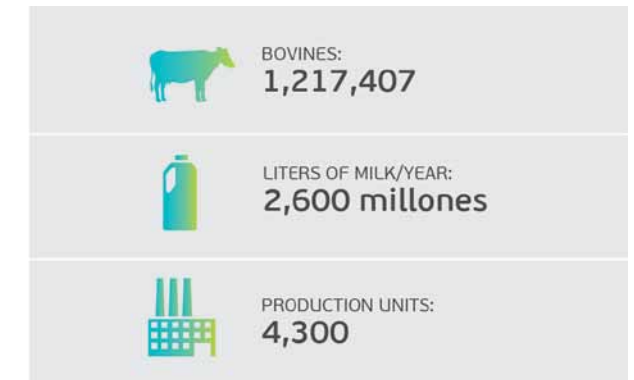 BOVINES:
1,217,407
LITERS OF MILK/YEAR:
2,600 millones
PRODUCTION UNITS:
4,300